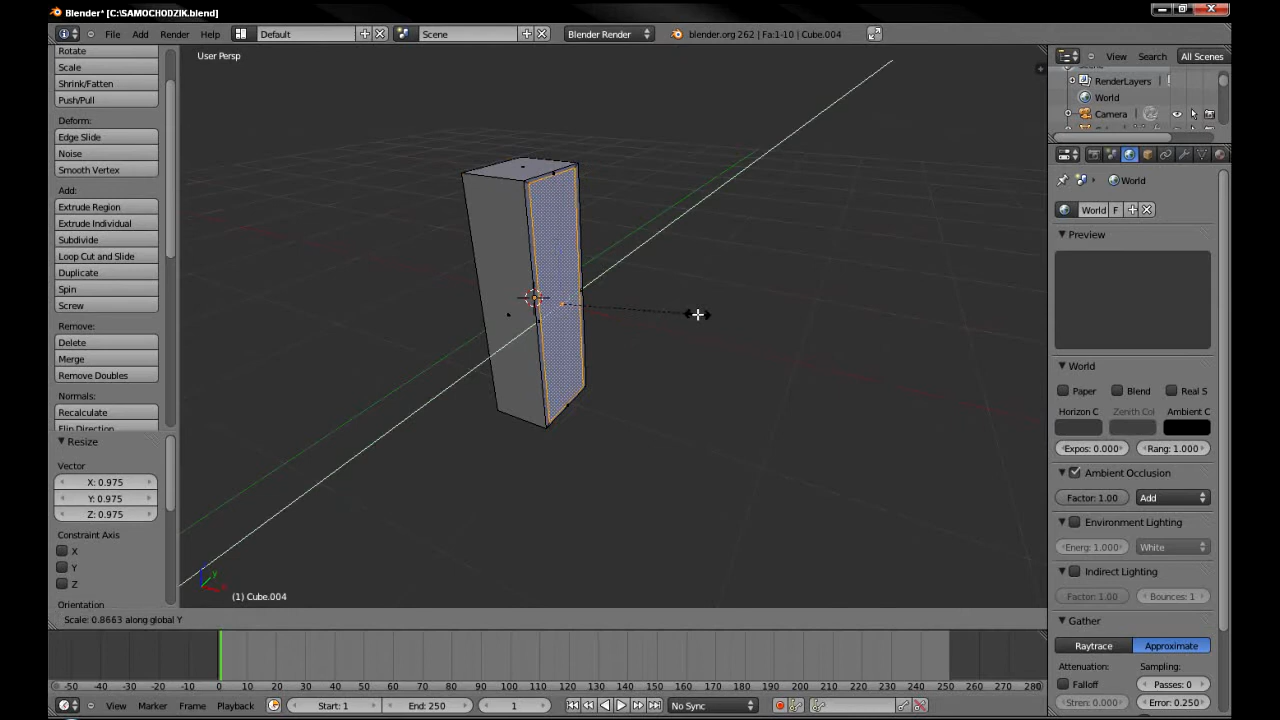 Blender* [C:\SAMOCHODZIK.blend]
File Add Render Help Default Scene Blender Render blender.org 262 | Fa:1-10 | Cube.004
Rotate
Scale
Shrink/Fatten
Push/Pull
Deform:
Edge Slide
Noise
Smooth Vertex
Add:
Extrude Region
Extrude Individual
Subdivide
Loop Cut and Slide
Duplicate
Spin
Screw
Remove:
Delete
Merge
Remove Doubles
Normals:
Recalculate
Flip Direction
Resize
Vector
X: 0.975
Y: 0.975
Z: 0.975
Constraint Axis
X
Y
Z
Orientation
User Persp
(1) Cube.004
Scale: 0.8663 along global Y
View Search All Scenes
Scene
RenderLayers
World
Camera
World
World F
Preview
World
Paper Blend Real S
Horizon C Zenith Col Ambient C
Expos: 0.000 Rang: 1.000
Ambient Occlusion
Factor: 1.00 Add
Environment Lighting
Energ: 1.000 White
Indirect Lighting
Factor: 1.00 Bounces: 1
Gather
Raytrace Approximate
Attenuation: Sampling:
Falloff Passes: 0
Stren: 0.000 Error: 0.250
-50 -40 -30 -20 -10 0 10 20 30 40 50 60 70 80 90 100 110 120 130 140 150 160 170 180 190 200 210 220 230 240 250 260 270 280
View Marker Frame Playback Start: 1 End: 250 1 No Sync